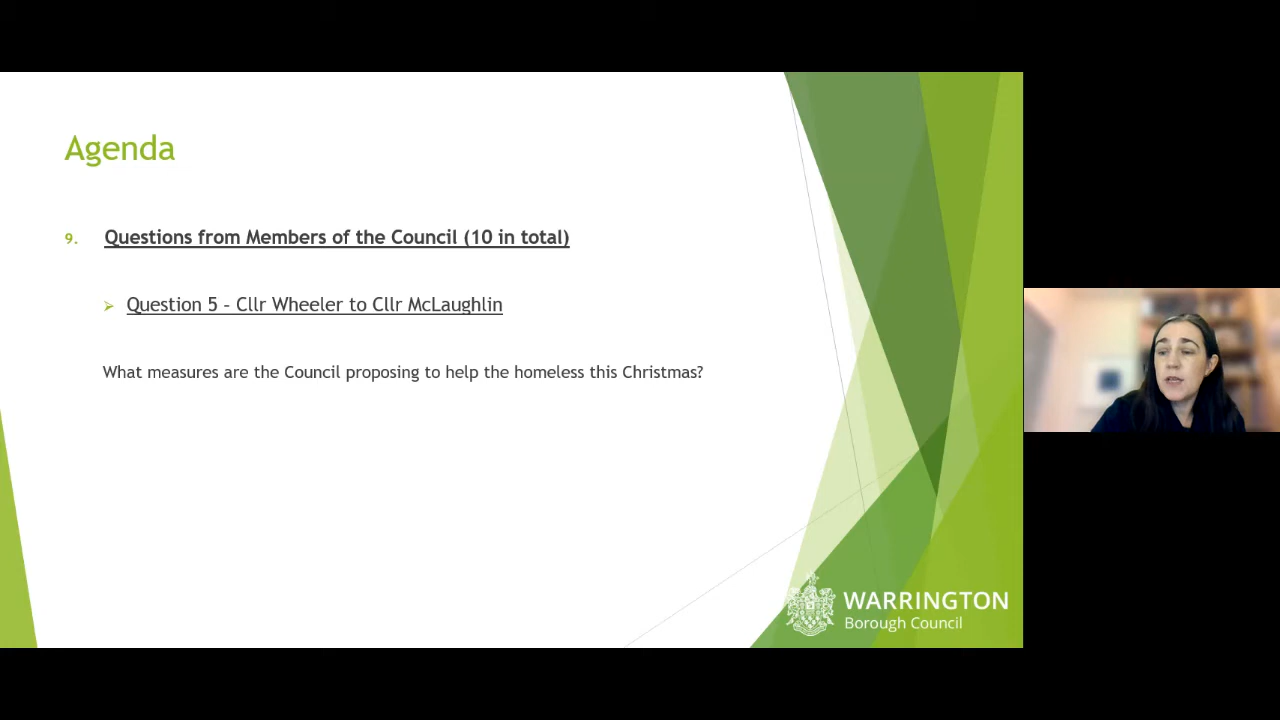 Agenda
9. Questions from Members of the Council (10 in total)
Question 5 - Cllr Wheeler to Cllr McLaughlin
What measures are the Council proposing to help the homeless this Christmas?
WARRINGTON
Borough Council